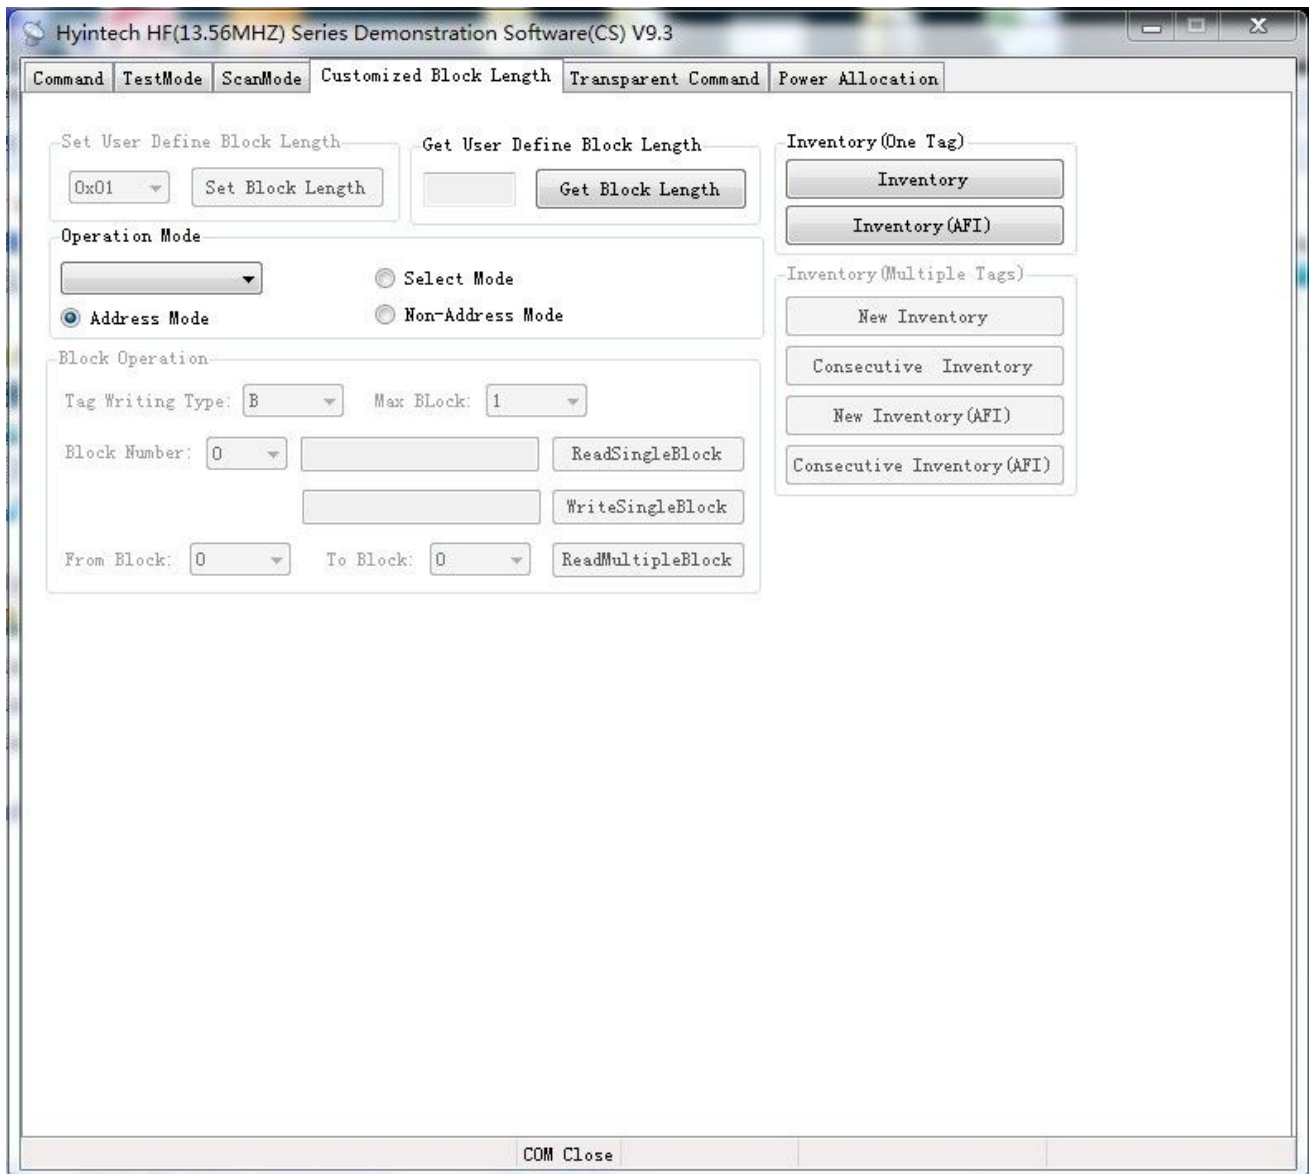 Hyintech HF(13.56MHZ) Series Demonstration Software(CS) V9.3
Command TestMode ScanMode Customized Block Length Transparent Command Power Allocation
Set User Define Block Length
0x01 Set Block Length
Get User Define Block Length
Get Block Length
Operation Mode
Select Mode
Address Mode
Non-Address Mode
Block Operation
Tag Writing Type: B Max BLock: 1
Block Number: 0 ReadSingleBlock
WriteSingleBlock
From Block: 0 To Block: 0 ReadMultipleBlock
Inventory(One Tag)
Inventory
Inventory(AFI)
Inventory(Multiple Tags)
New Inventory
Consecutive Inventory
New Inventory(AFI)
Consecutive Inventory(AFI)
COM Close